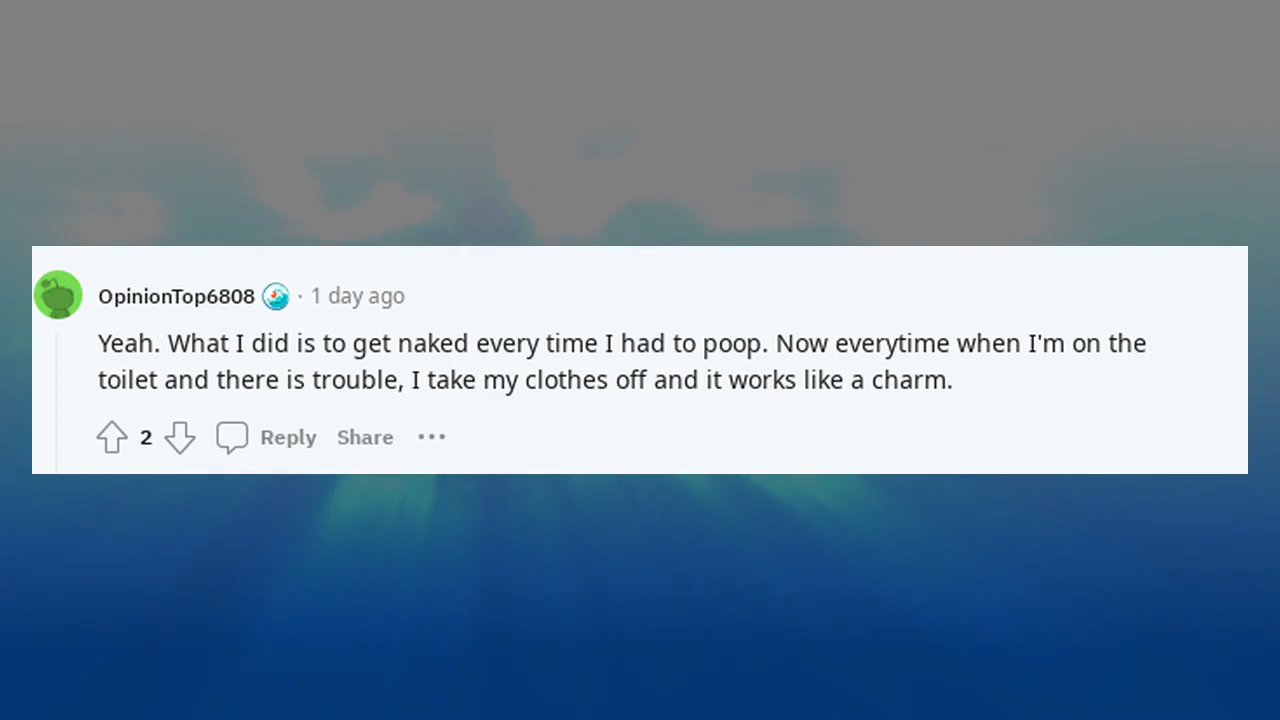 OpinionTop6808 · 1 day ago
Yeah. What I did is to get naked every time I had to poop. Now everytime when I'm on the
toilet and there is trouble, I take my clothes off and it works like a charm.
2 Reply Share •••